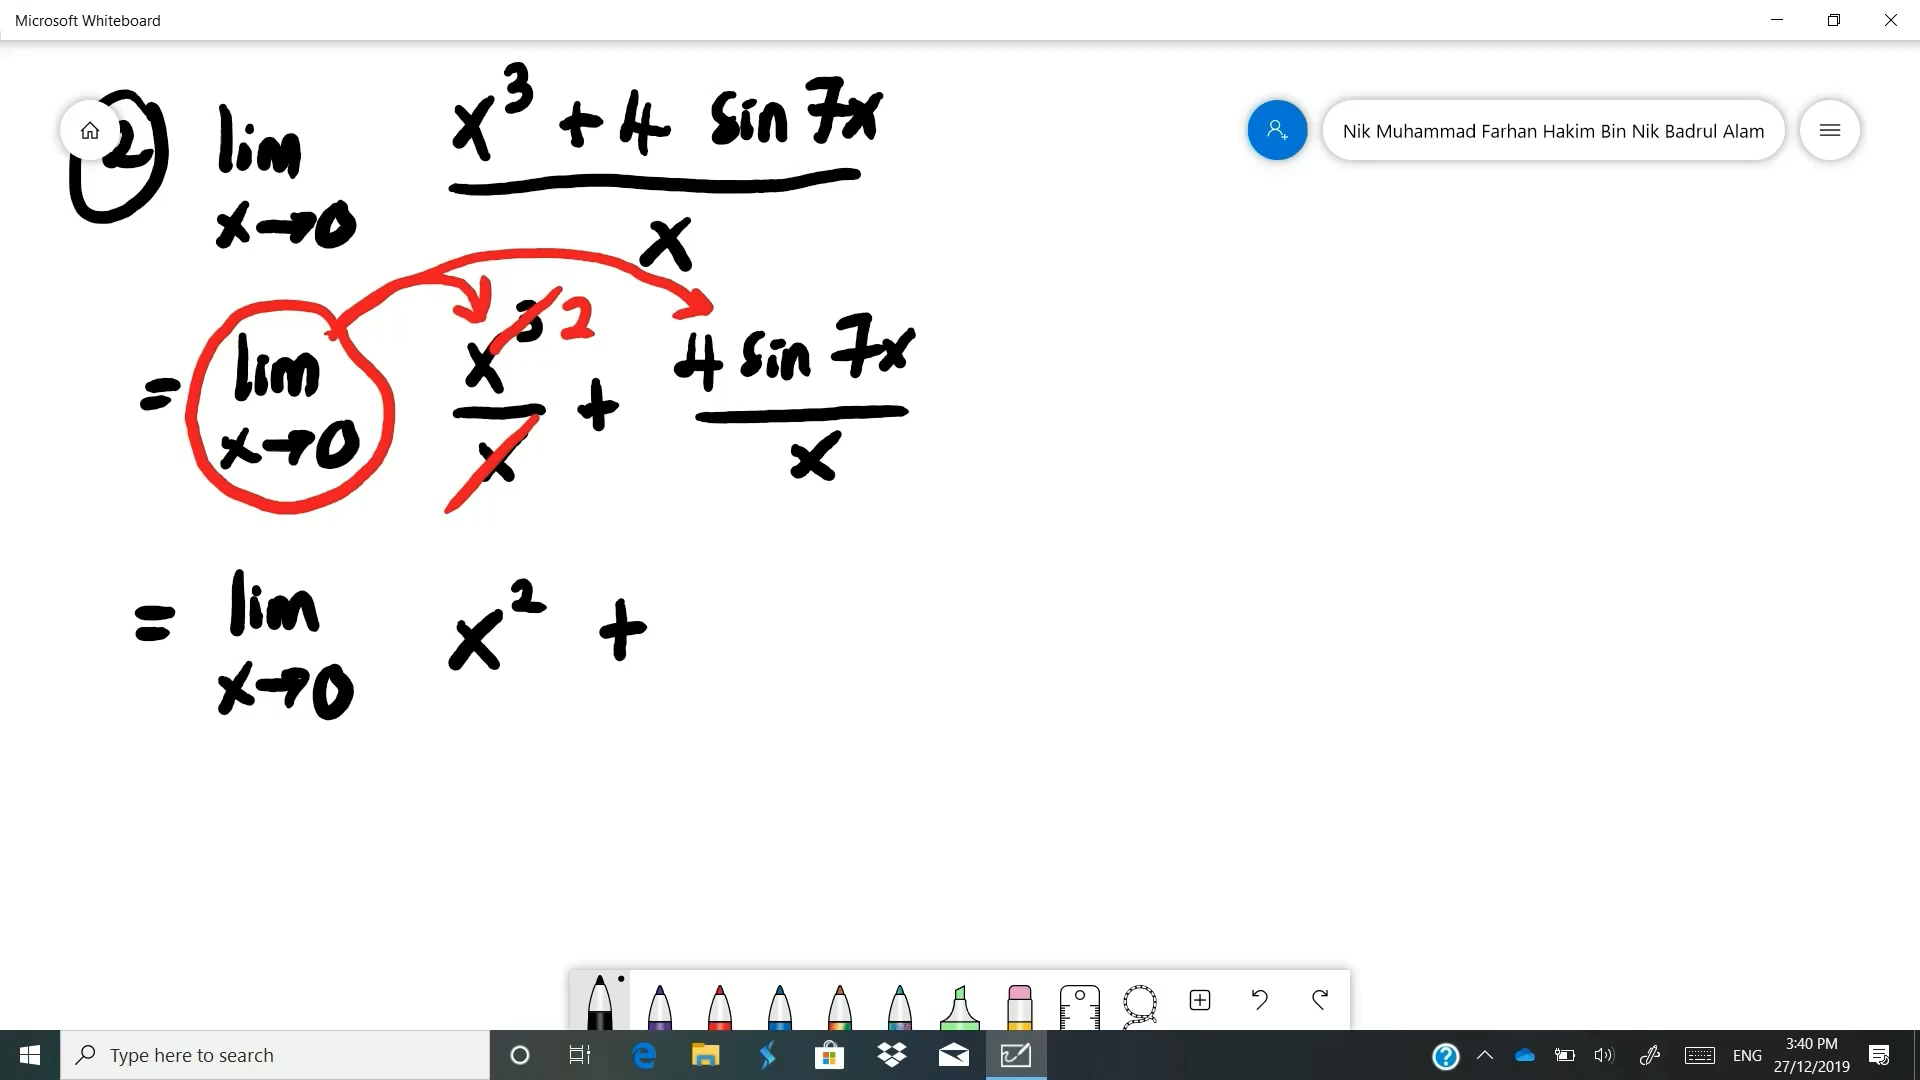 Microsoft Whiteboard
2 lim x→0 x³ + 4 sin 7x / x
Nik Muhammad Farhan Hakim Bin Nik Badrul Alam
= lim x→0 x³ 2 / x + 4 sin 7x / x
= lim x→0 x² +
Type here to search
ENG
3:40 PM
27/12/2019